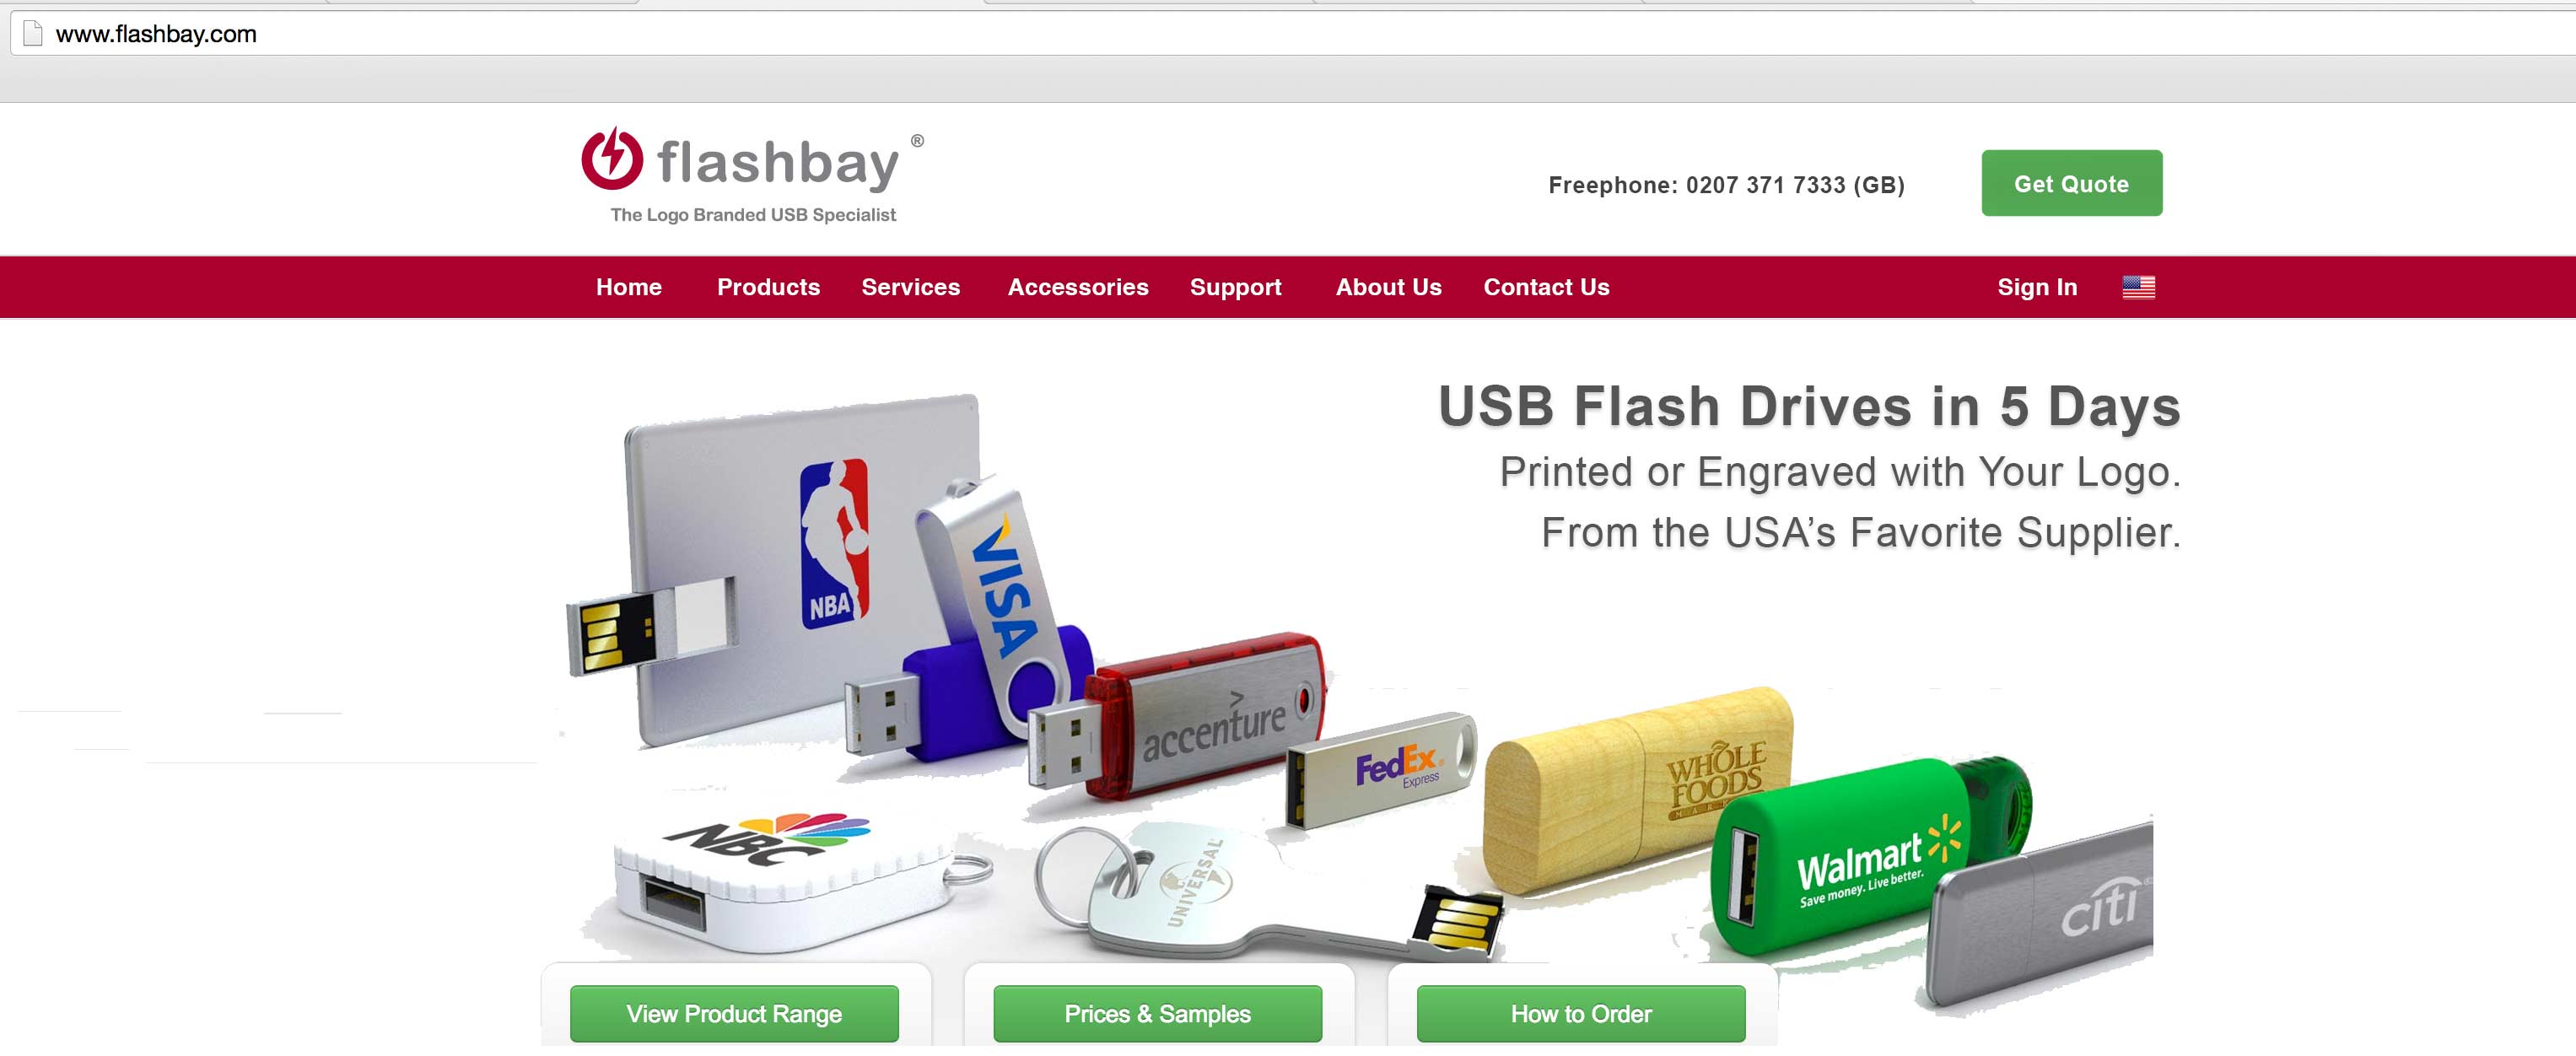 www.flashbay.com
flashbay ®
The Logo Branded USB Specialist
Freephone: 0207 371 7333 (GB)
Get Quote
Home Products Services Accessories Support About Us Contact Us Sign In
USB Flash Drives in 5 Days
Printed or Engraved with Your Logo.
From the USA’s Favorite Supplier.
NBA
VISA
accenture
FedEx
Express
WHOLE
FOODS
Walmart
Save money. Live better.
citi
NBC
UNIVERSAL
View Product Range
Prices & Samples
How to Order